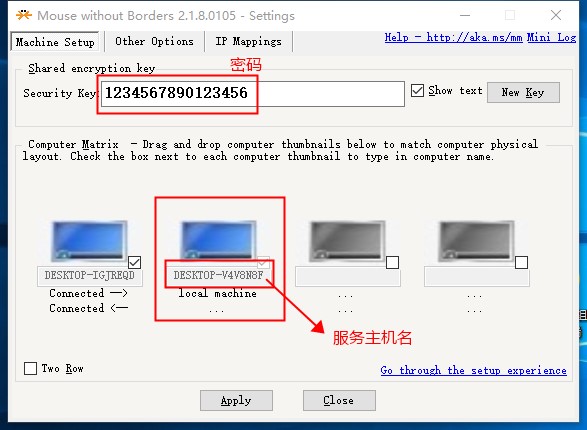 Mouse without Borders 2.1.8.0105 - Settings
Machine Setup Other Options IP Mappings Help - http://aka.ms/mm Mini Log
Shared encryption key 密码
Security Key: 1234567890123456 Show text New Key
Computer Matrix - Drag and drop computer thumbnails below to match computer physical
layout. Check the box next to each computer thumbnail to type in computer name.
DESKTOP-IGJREQD DESKTOP-V4V8N8F
Connected --> local machine ... ...
Connected <-- ... ... ...
服务主机名
Two Row Go through the setup experience
Apply Close